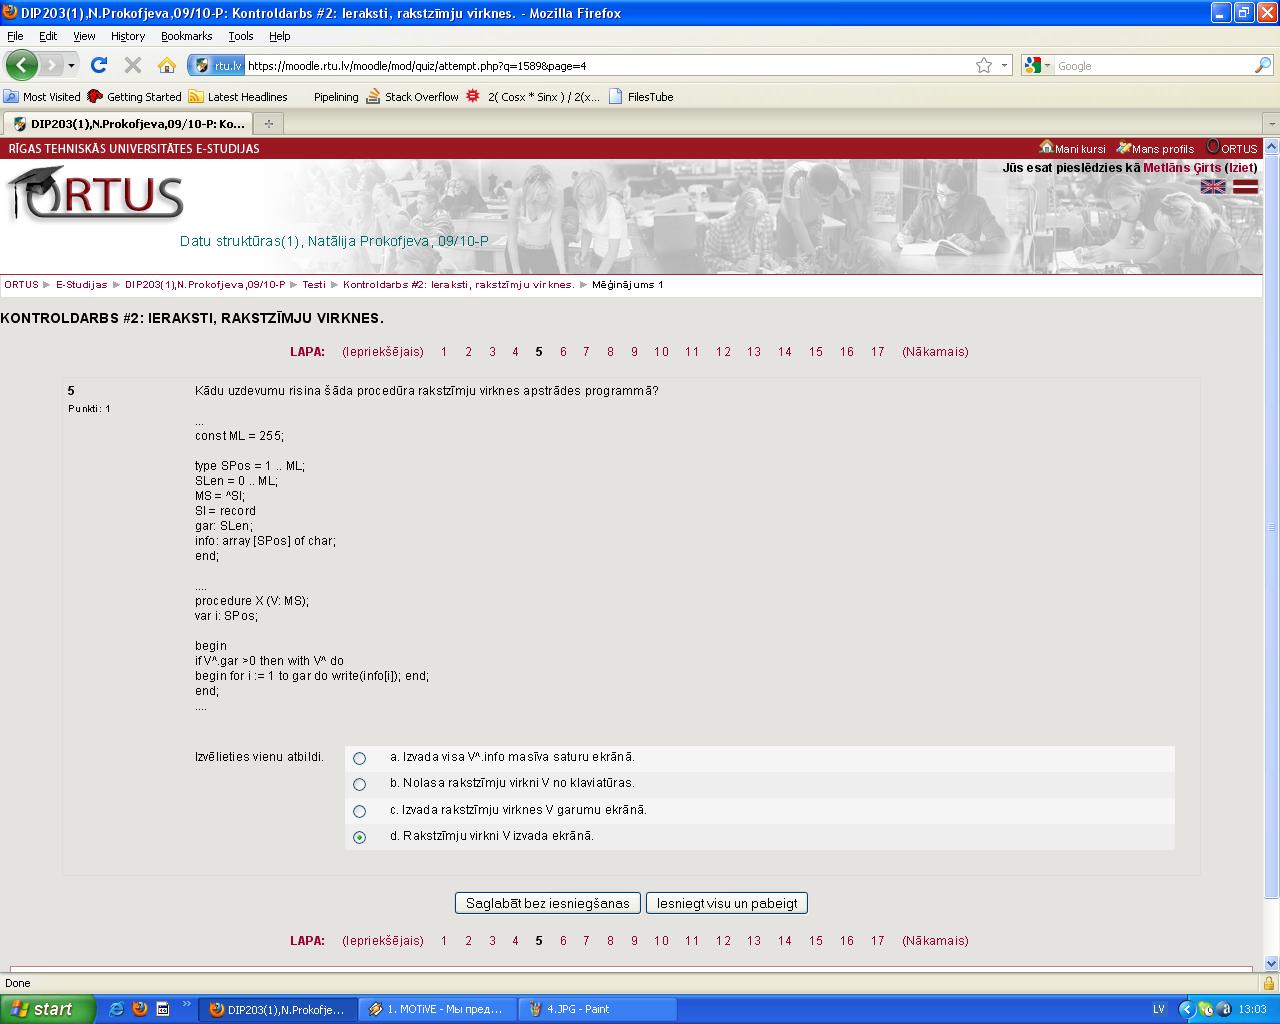 DIP203(1),N.Prokofjeva,09/10-P: Kontroldarbs #2: Ieraksti, rakstzīmju virknes. - Mozilla Firefox
File Edit View History Bookmarks Tools Help
rtu.lv https://moodle.rtu.lv/moodle/mod/quiz/attempt.php?q=1589&page=4 Google
Most Visited Getting Started Latest Headlines Pipelining Stack Overflow 2( Cosx * Sinx ) / 2(x... FilesTube
DIP203(1),N.Prokofjeva,09/10-P: Ko...
RĪGAS TEHNISKĀS UNIVERSITĀTES E-STUDIJAS Mani kursi Mans profils ORTUS
Jūs esat pieslēdzies kā Metlāns Ģirts (Iziet)
ORTUS
Datu struktūras(1), Natālija Prokofjeva, 09/10-P
ORTUS ► E-Studijas ► DIP203(1),N.Prokofjeva,09/10-P ► Testi ► Kontroldarbs #2: Ieraksti, rakstzīmju virknes. ► Mēģinājums 1
KONTROLDARBS #2: IERAKSTI, RAKSTZĪMJU VIRKNES.
LAPA: (Iepriekšējais) 1 2 3 4 5 6 7 8 9 10 11 12 13 14 15 16 17 (Nākamais)
5
Punkti: 1
Kādu uzdevumu risina šāda procedūra rakstzīmju virknes apstrādes programmā?
...
const ML = 255;
type SPos = 1 .. ML;
SLen = 0 .. ML;
MS = ^SI;
SI = record
gar: SLen;
info: array [SPos] of char;
end;
....
procedure X (V: MS);
var i: SPos;
begin
if V^.gar >0 then with V^ do
begin for i := 1 to gar do write(info[i]); end;
end;
....
Izvēlieties vienu atbildi.
a. Izvada visa V^.info masīva saturu ekrānā.
b. Nolasa rakstzīmju virkni V no klaviatūras.
c. Izvada rakstzīmju virknes V garumu ekrānā.
d. Rakstzīmju virkni V izvada ekrānā.
Saglabāt bez iesniegšanas Iesniegt visu un pabeigt
LAPA: (Iepriekšējais) 1 2 3 4 5 6 7 8 9 10 11 12 13 14 15 16 17 (Nākamais)
Done
start DIP203(1),N.Prokofje... 1. MOTiVE - Мы пред... 4.JPG - Paint LV 13:03